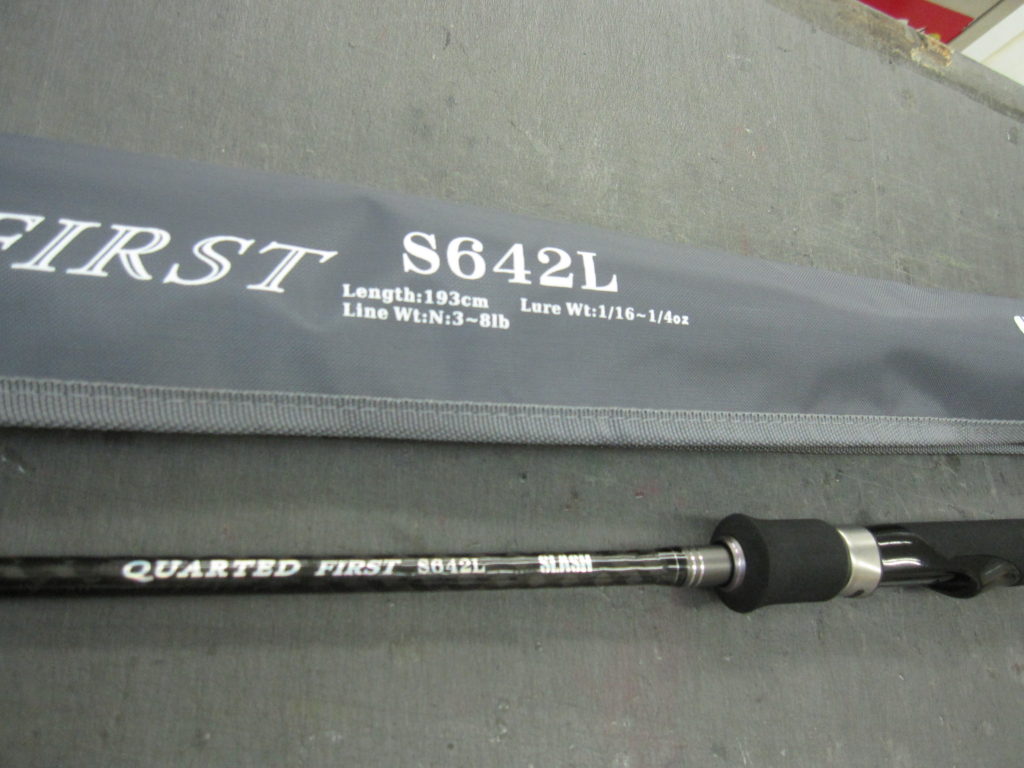 FIRST S642L
Length:193cm Lure Wt:1/16~1/4oz
Line Wt:N:3~8lb
QUARTED FIRST S642L SLASH